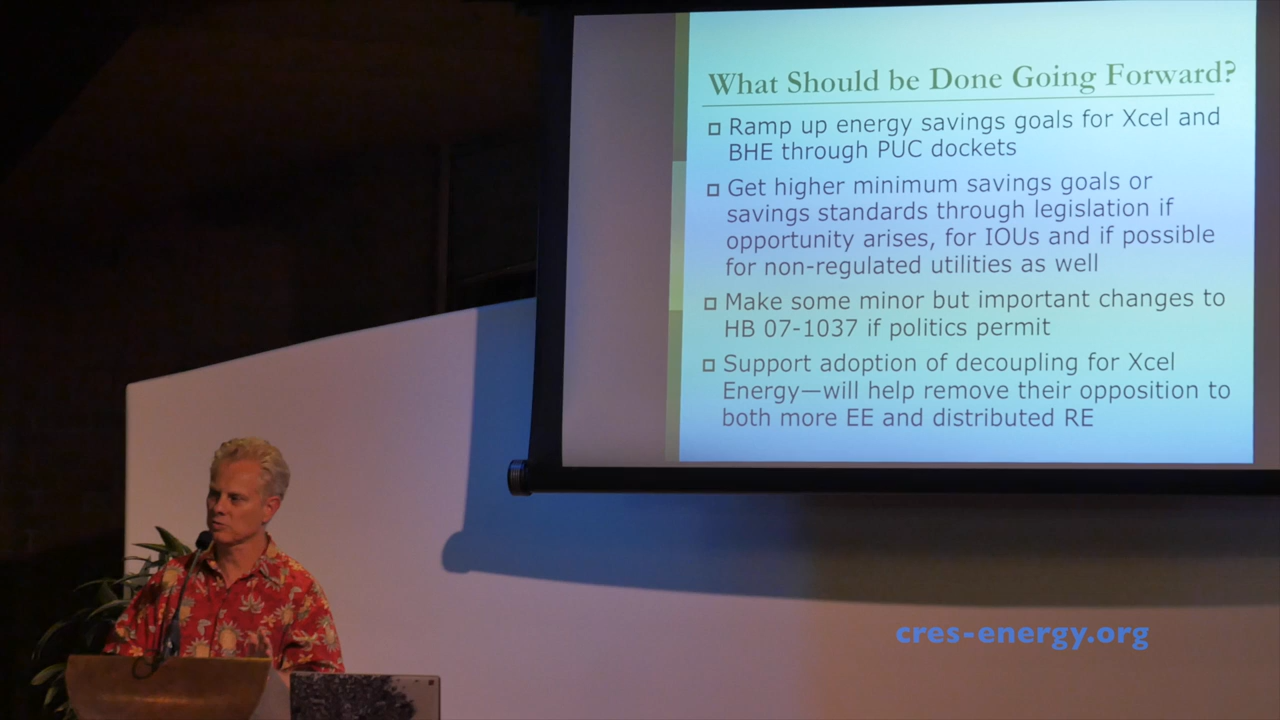 What Should be Done Going Forward?
Ramp up energy savings goals for Xcel and
BHE through PUC dockets
Get higher minimum savings goals or
savings standards through legislation if
opportunity arises, for IOUs and if possible
for non-regulated utilities as well
Make some minor but important changes to
HB 07-1037 if politics permit
Support adoption of decoupling for Xcel
Energy—will help remove their opposition to
both more EE and distributed RE
cres-energy.org